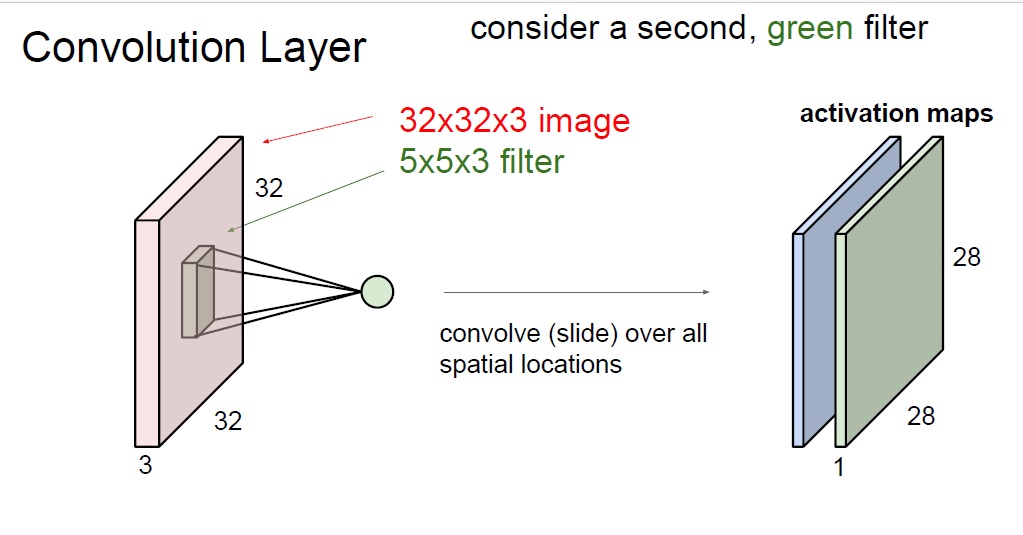 Convolution Layer
consider a second, green filter
32x32x3 image
5x5x3 filter
32
32
3
convolve (slide) over all
spatial locations
activation maps
28
28
1